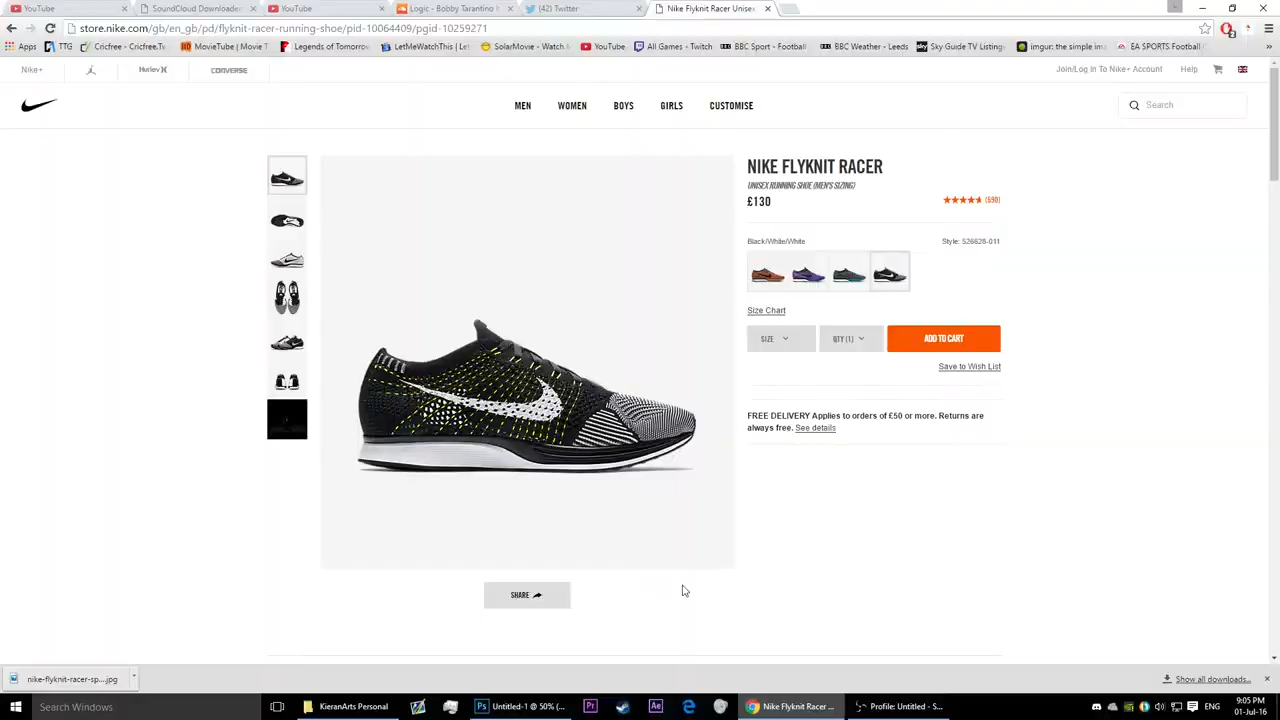 YouTube
SoundCloud Downloader
YouTube
Logic - Bobby Tarantino
(42) Twitter
Nike Flyknit Racer Unisex
store.nike.com/gb/en_gb/pd/flyknit-racer-running-shoe/pid-10064409/pgid-10259271
Apps TTG Cricfree - Cricfree.Tv MovieTube | Movie T Legends of Tomorrow LetMeWatchThis | Let SolarMovie - Watch YouTube All Games - Twitch BBC Sport - Football BBC Weather - Leeds Sky Guide TV Listing imgur: the simple ima EA SPORTS Football C
Nike+ Hurley CONVERSE Join/Log In To Nike+ Account Help
MEN WOMEN BOYS GIRLS CUSTOMISE Search
NIKE FLYKNIT RACER
UNISEX RUNNING SHOE (MEN'S SIZING)
£130 (590)
Black/White/White Style: 526628-011
Size Chart
SIZE QTY (1) ADD TO CART
Save to Wish List
FREE DELIVERY Applies to orders of £50 or more. Returns are
always free. See details
SHARE
nike-flyknit-racer-sp....jpg Show all downloads...
Search Windows KieranArts Personal Untitled-1 @ 50% (... Nike Flyknit Racer ... Profile: Untitled - S... ENG 9:05 PM
01-Jul-16